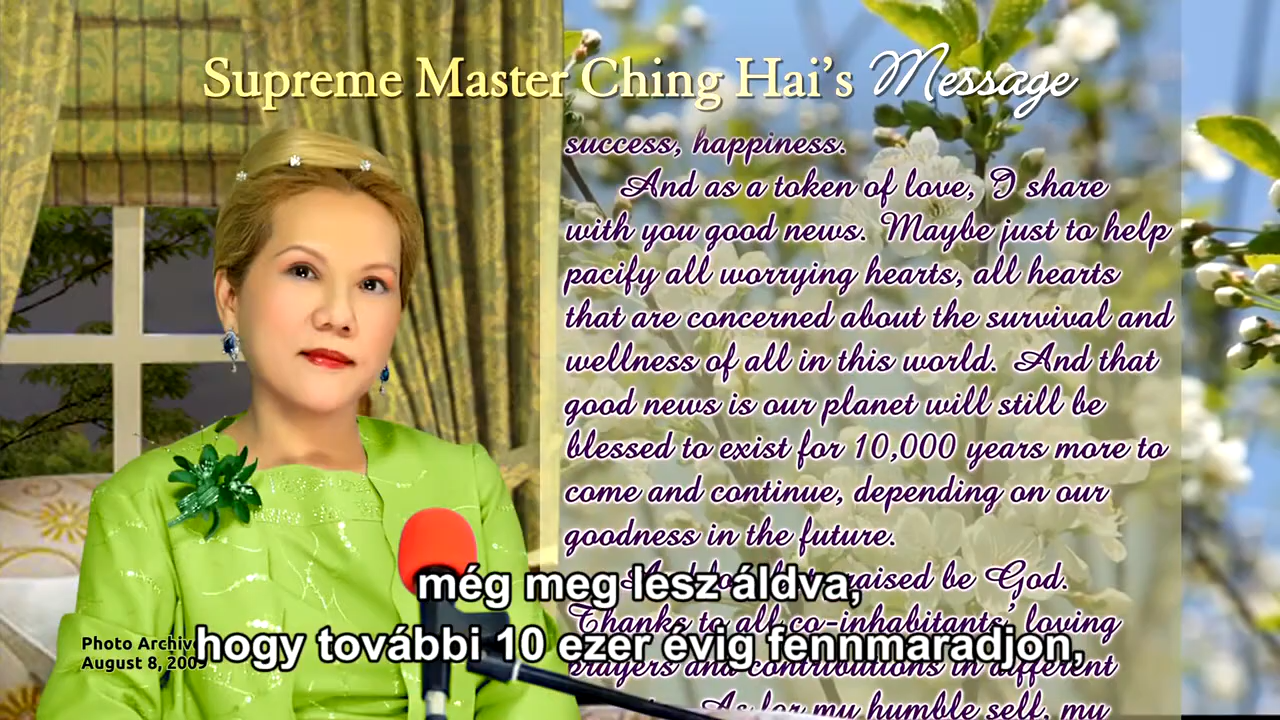 Supreme Master Ching Hai's Message
success, happiness.
And as a token of love, I share
with you good news. Maybe just to help
pacify all worrying hearts, all hearts
that are concerned about the survival and
wellness of all in this world. And that
good news is our planet will still be
blessed to exist for 10,000 years more to
come and continue, depending on our
goodness in the future.
raised be God.
Thanks to all co-inhabitants' loving
prayers and contributions in different
As for my humble self, my
még meg lesz áldva,
hogy további 10 ezer évig fennmaradjon,
Photo Archive
August 8, 2009